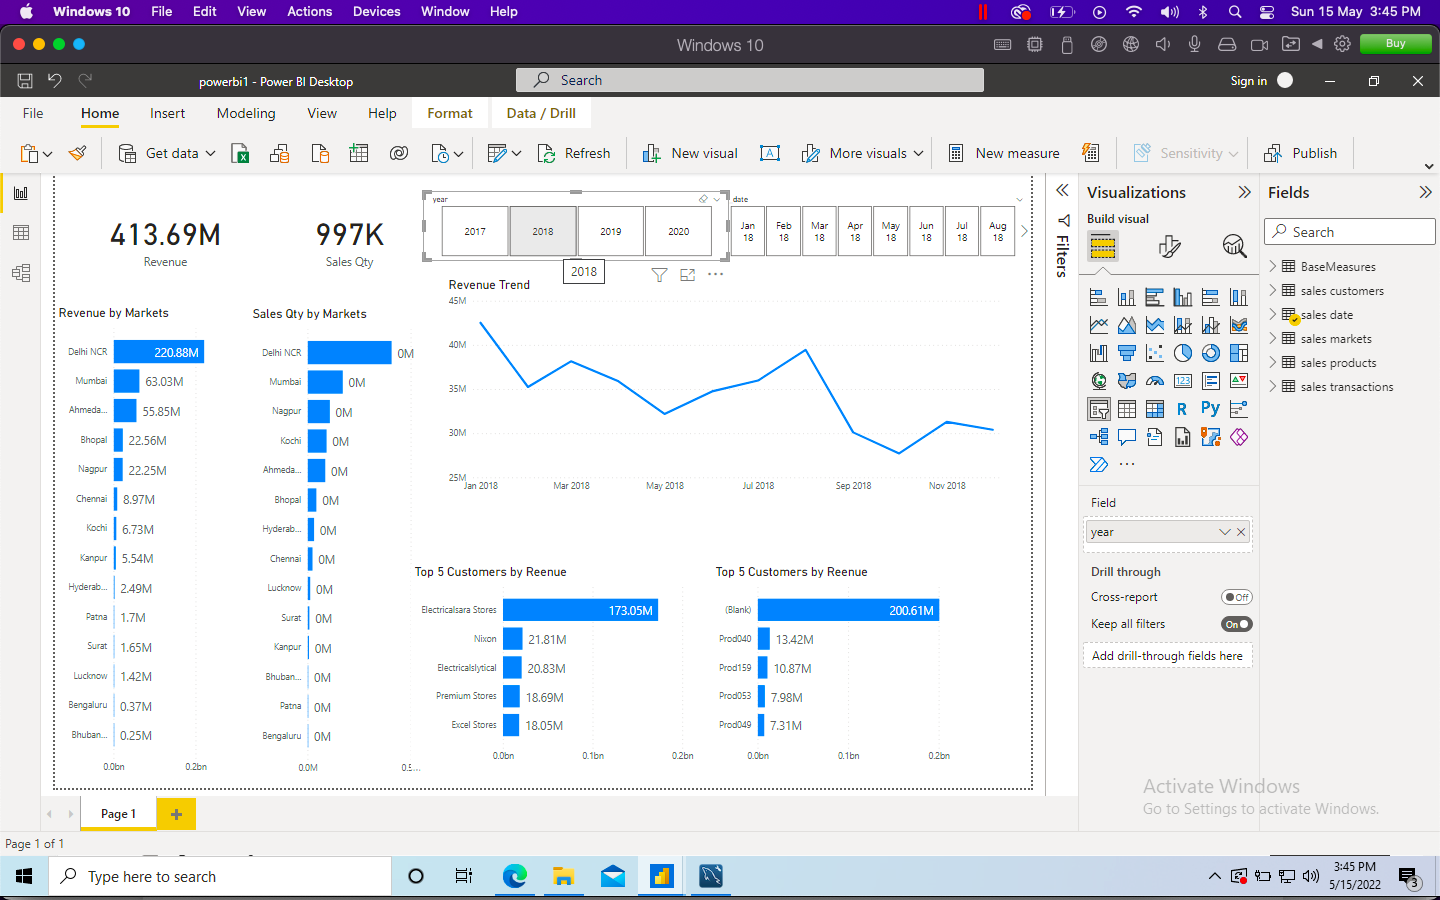 Windows 10 File Edit View Actions Devices Window Help Sun 15 May 3:45 PM
Windows 10
Buy
powerbi1 - Power BI Desktop
Search
Sign in
File Home Insert Modeling View Help Format Data / Drill
Get data Refresh New visual More visuals New measure Sensitivity Publish
413.69M
Revenue
997K
Sales Qty
year
2017 2018 2019 2020
2018
date
Jan 18 Feb 18 Mar 18 Apr 18 May 18 Jun 18 Jul 18 Aug 18
Revenue by Markets
Delhi NCR 220.88M
Mumbai 63.03M
Ahmeda... 55.85M
Bhopal 22.56M
Nagpur 22.25M
Chennai 8.97M
Kochi 6.73M
Kanpur 5.54M
Hyderab... 2.49M
Patna 1.7M
Surat 1.65M
Lucknow 1.42M
Bengaluru 0.37M
Bhuban... 0.25M
0.0bn 0.2bn
Sales Qty by Markets
Delhi NCR 0M
Mumbai 0M
Nagpur 0M
Kochi 0M
Ahmeda... 0M
Bhopal 0M
Hyderab... 0M
Chennai 0M
Lucknow 0M
Surat 0M
Kanpur 0M
Bhuban... 0M
Patna 0M
Bengaluru 0M
0.0M 0.5...
Revenue Trend
45M
40M
35M
30M
25M
Jan 2018 Mar 2018 May 2018 Jul 2018 Sep 2018 Nov 2018
Top 5 Customers by Reenue
Electricalsara Stores 173.05M
Nixon 21.81M
Electricalslytical 20.83M
Premium Stores 18.69M
Excel Stores 18.05M
0.0bn 0.1bn 0.2bn
Top 5 Customers by Reenue
(Blank) 200.61M
Prod040 13.42M
Prod159 10.87M
Prod053 7.98M
Prod049 7.31M
0.0bn 0.1bn 0.2bn
Filters
Visualizations
Build visual
123
R Py
Field
year
Drill through
Cross-report Off
Keep all filters On
Add drill-through fields here
Fields
Search
BaseMeasures
sales customers
sales date
sales markets
sales products
sales transactions
Activate Windows
Go to Settings to activate Windows.
Page 1
Page 1 of 1
Type here to search
3:45 PM
5/15/2022
3